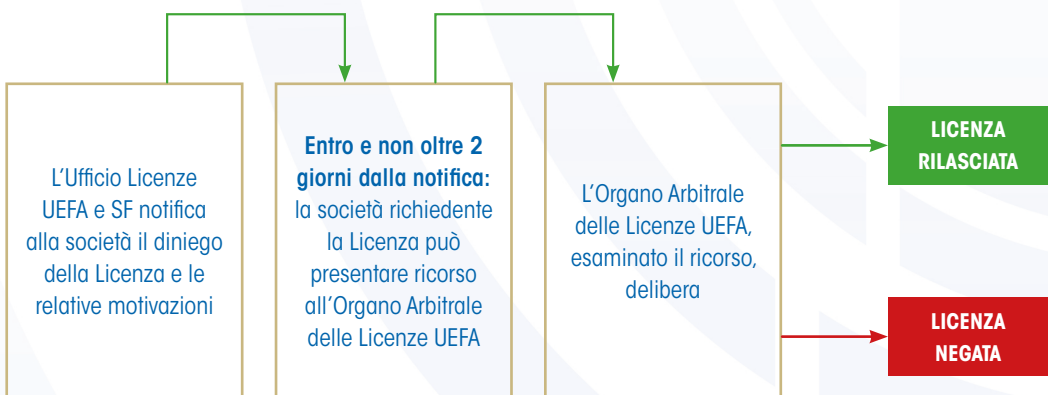 L'Ufficio Licenze
UEFA e SF notifica
alla società il diniego
della Licenza e le
relative motivazioni
Entro e non oltre 2
giorni dalla notifica:
la società richiedente
la Licenza può
presentare ricorso
all'Organo Arbitrale
delle Licenze UEFA
L'Organo Arbitrale
delle Licenze UEFA,
esaminato il ricorso,
delibera
LICENZA
RILASCIATA
LICENZA
NEGATA